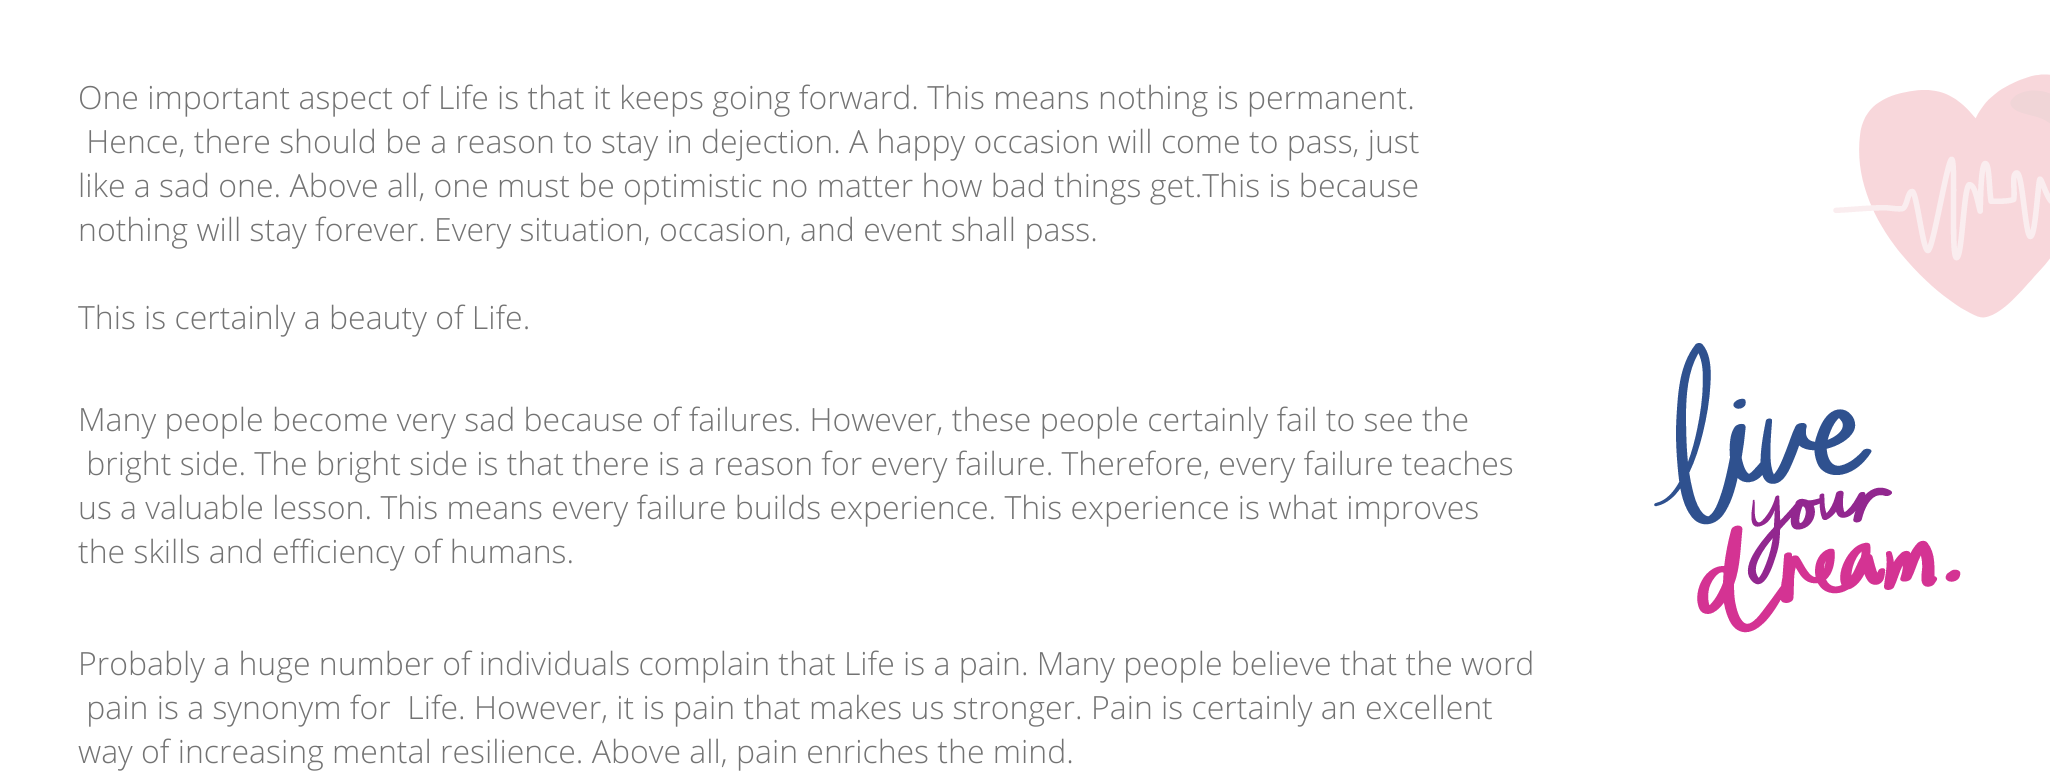 One important aspect of Life is that it keeps going forward. This means nothing is permanent.
Hence, there should be a reason to stay in dejection. A happy occasion will come to pass, just
like a sad one. Above all, one must be optimistic no matter how bad things get.This is because
nothing will stay forever. Every situation, occasion, and event shall pass.
This is certainly a beauty of Life.
Many people become very sad because of failures. However, these people certainly fail to see the
bright side. The bright side is that there is a reason for every failure. Therefore, every failure teaches
us a valuable lesson. This means every failure builds experience. This experience is what improves
the skills and efficiency of humans.
live
your
dream.
Probably a huge number of individuals complain that Life is a pain. Many people believe that the word
pain is a synonym for  Life. However, it is pain that makes us stronger. Pain is certainly an excellent
way of increasing mental resilience. Above all, pain enriches the mind.